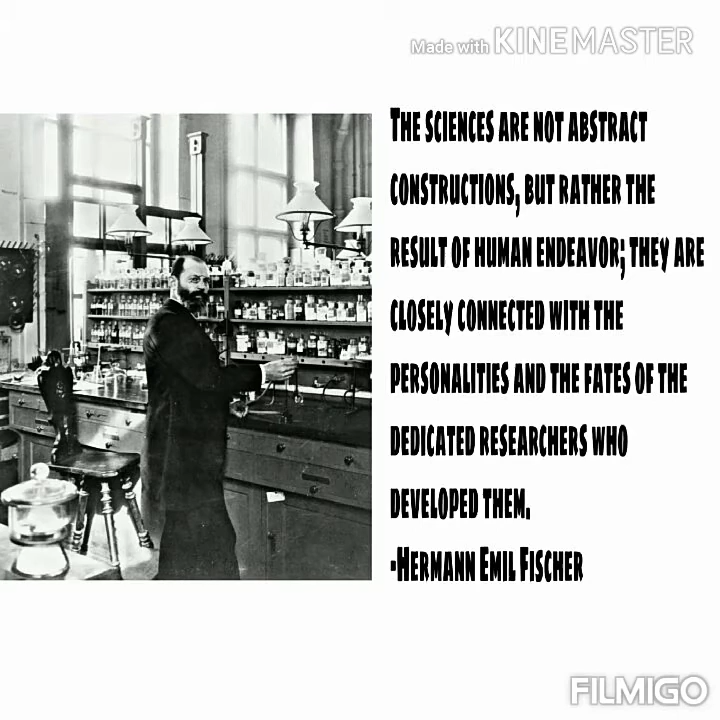 Made with KINEMASTER
THE SCIENCES ARE NOT ABSTRACT
CONSTRUCTIONS, BUT RATHER THE
RESULT OF HUMAN ENDEAVOR; THEY ARE
CLOSELY CONNECTED WITH THE
PERSONALITIES AND THE FATES OF THE
DEDICATED RESEARCHERS WHO
DEVELOPED THEM.
-HERMANN EMIL FISCHER
FILMIGO